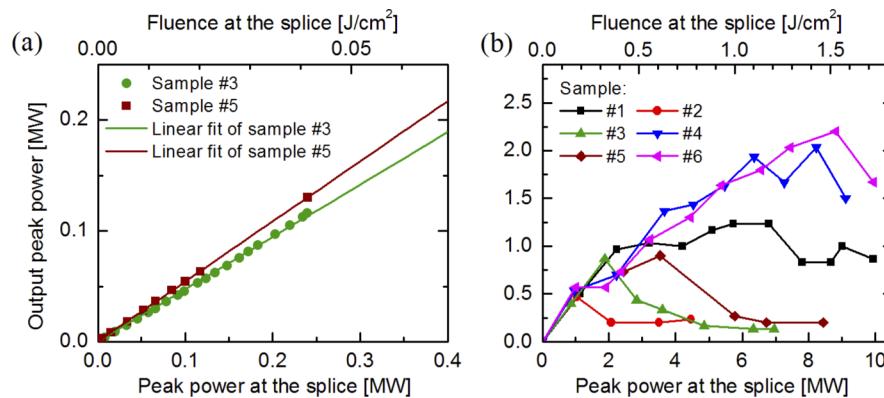 (a)
Fluence at the splice [J/cm²]
0.00 0.05
Output peak power [MW]
0.2
0.1
0.0
Sample #3
Sample #5
Linear fit of sample #3
Linear fit of sample #5
0.0 0.1 0.2 0.3 0.4
Peak power at the splice [MW]
(b)
Fluence at the splice [J/cm²]
0.0 0.5 1.0 1.5
2.5
2.0
1.5
1.0
0.5
0.0
Sample:
#1 #2
#3 #4
#5 #6
0 2 4 6 8 10
Peak power at the splice [MW]